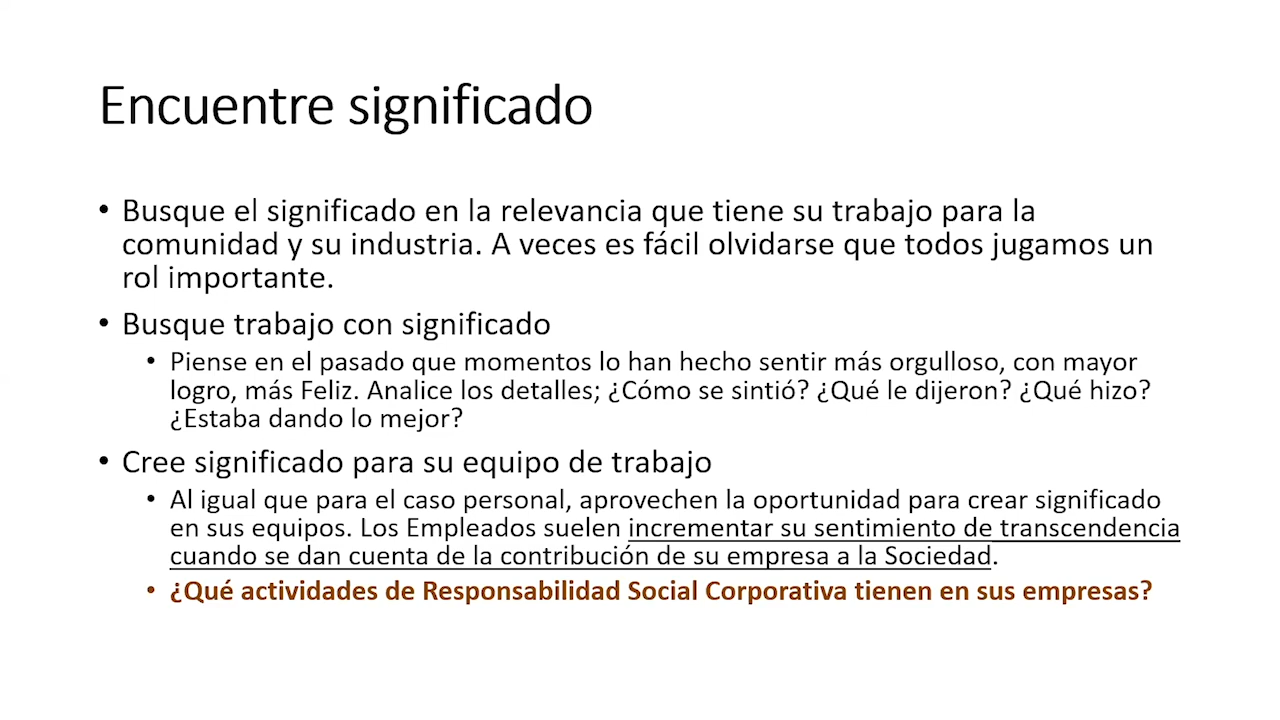 Encuentre significado
• Busque el significado en la relevancia que tiene su trabajo para la
comunidad y su industria. A veces es fácil olvidarse que todos jugamos un
rol importante.
• Busque trabajo con significado
• Piense en el pasado que momentos lo han hecho sentir más orgulloso, con mayor
logro, más Feliz. Analice los detalles; ¿Cómo se sintió? ¿Qué le dijeron? ¿Qué hizo?
¿Estaba dando lo mejor?
• Cree significado para su equipo de trabajo
• Al igual que para el caso personal, aprovechen la oportunidad para crear significado
en sus equipos. Los Empleados suelen incrementar su sentimiento de transcendencia
cuando se dan cuenta de la contribución de su empresa a la Sociedad.
• ¿Qué actividades de Responsabilidad Social Corporativa tienen en sus empresas?